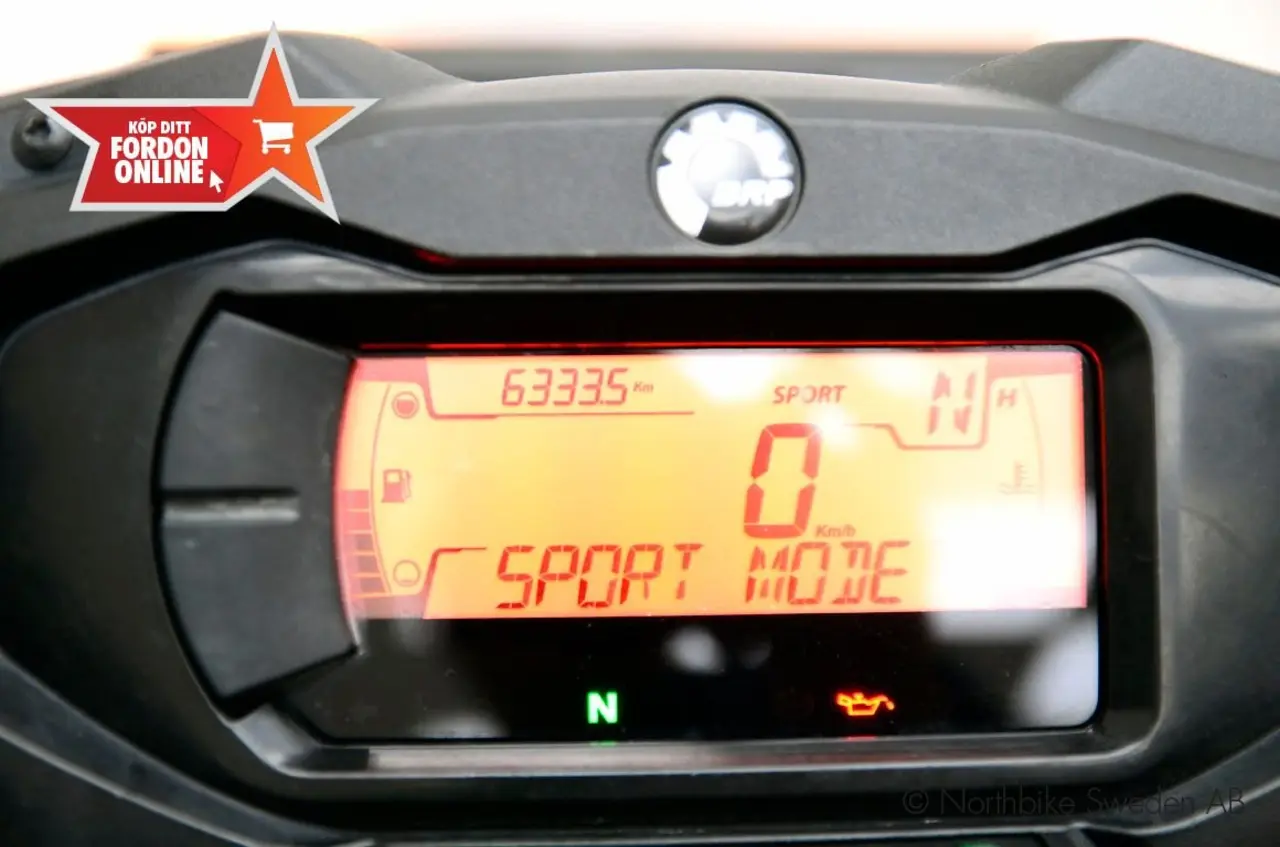 KÖP DITT
FORDON
ONLINE
BRP
6333.5 Km
SPORT
N
H
0
Km/h
SPORT MODE
N
© Northbike Sweden AB